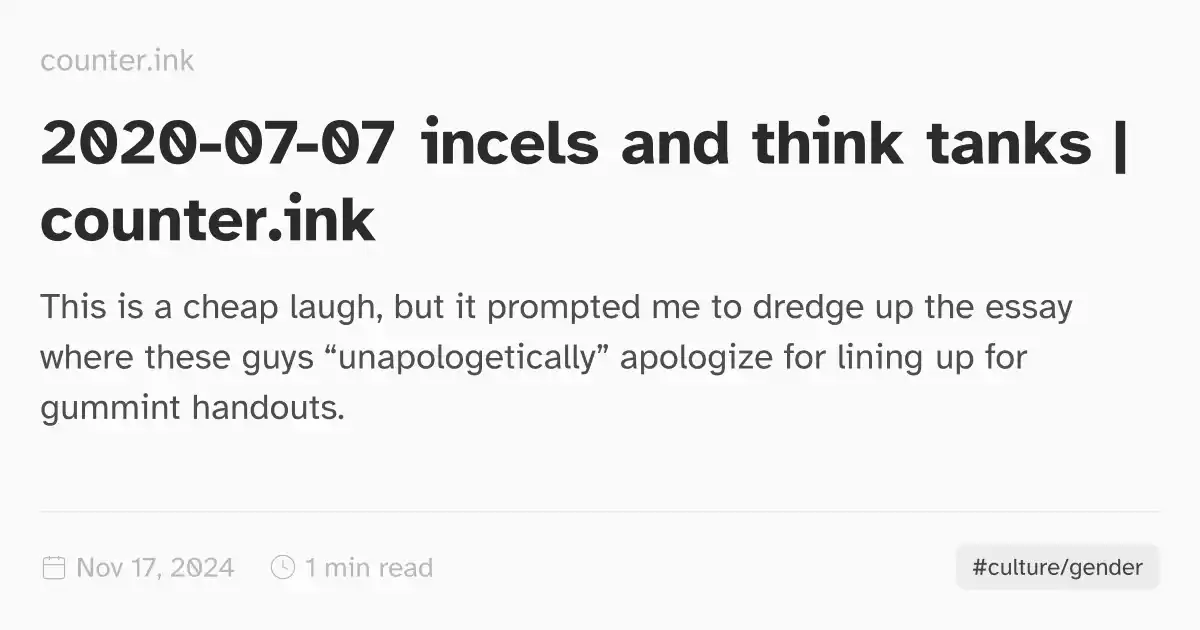 counter.ink
2020-07-07 incels and think tanks |
counter.ink
This is a cheap laugh, but it prompted me to dredge up the essay
where these guys “unapologetically” apologize for lining up for
gummint handouts.
Nov 17, 2024 1 min read #culture/gender